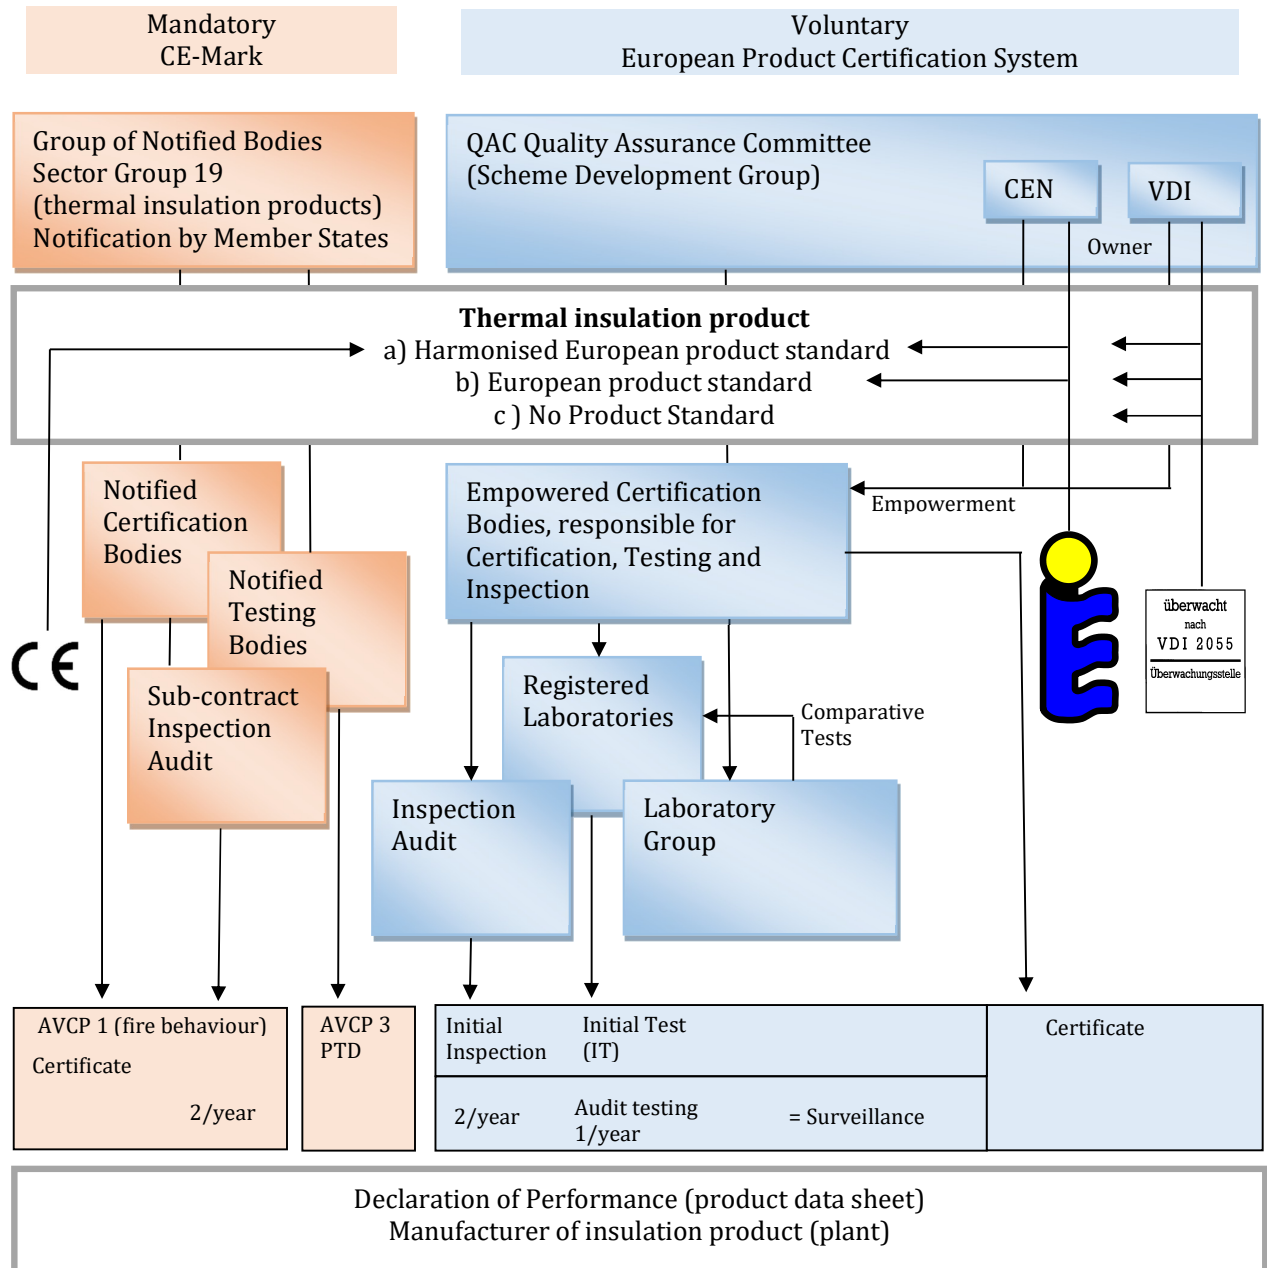 Mandatory
CE-Mark
Voluntary
European Product Certification System
Group of Notified Bodies
Sector Group 19
(thermal insulation products)
Notification by Member States
QAC Quality Assurance Committee
(Scheme Development Group)
CEN
VDI
Owner
Thermal insulation product
a) Harmonised European product standard
b) European product standard
c ) No Product Standard
Notified
Certification
Bodies
Notified
Testing
Bodies
Sub-contract
Inspection
Audit
CE
Empowered Certification
Bodies, responsible for
Certification, Testing and
Inspection
Empowerment
überwacht
nach
VDI 2055
Überwachungsstelle
Registered
Laboratories
Comparative
Tests
Inspection
Audit
Laboratory
Group
AVCP 1 (fire behaviour)
Certificate
2/year
AVCP 3
PTD
Initial
Inspection
Initial Test
(IT)
Certificate
2/year
Audit testing
1/year
= Surveillance
Declaration of Performance (product data sheet)
Manufacturer of insulation product (plant)